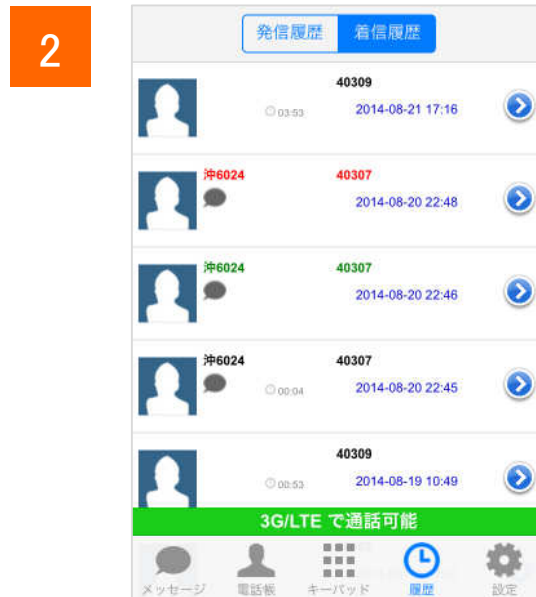 2
発信履歴 着信履歴
40309
03:53 2014-08-21 17:16
沖6024 40307
2014-08-20 22:48
沖6024 40307
2014-08-20 22:46
沖6024 40307
00:04 2014-08-20 22:45
40309
00:53 2014-08-19 10:49
3G/LTE で通話可能
メッセージ 電話帳 キーパッド 履歴 設定